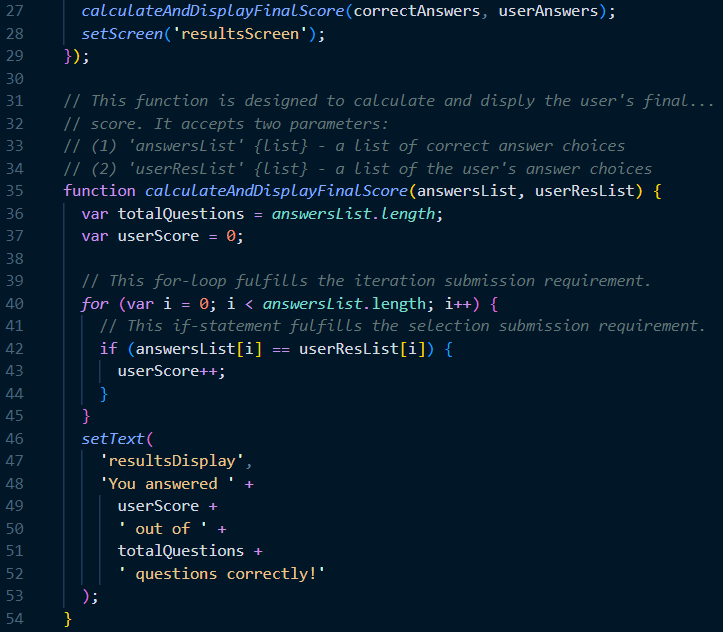 27 calculateAndDisplayFinalScore(correctAnswers, userAnswers);
28 setScreen('resultsScreen');
29 });
30
31 // This function is designed to calculate and disply the user's final...
32 // score. It accepts two parameters:
33 // (1) 'answersList' {list} - a list of correct answer choices
34 // (2) 'userResList' {list} - a list of the user's answer choices
35 function calculateAndDisplayFinalScore(answersList, userResList) {
36 var totalQuestions = answersList.length;
37 var userScore = 0;
38
39 // This for-loop fulfills the iteration submission requirement.
40 for (var i = 0; i < answersList.length; i++) {
41 // This if-statement fulfills the selection submission requirement.
42 if (answersList[i] == userResList[i]) {
43 userScore++;
44 }
45 }
46 setText(
47 'resultsDisplay',
48 'You answered ' +
49 userScore +
50 ' out of ' +
51 totalQuestions +
52 ' questions correctly!'
53 );
54 }